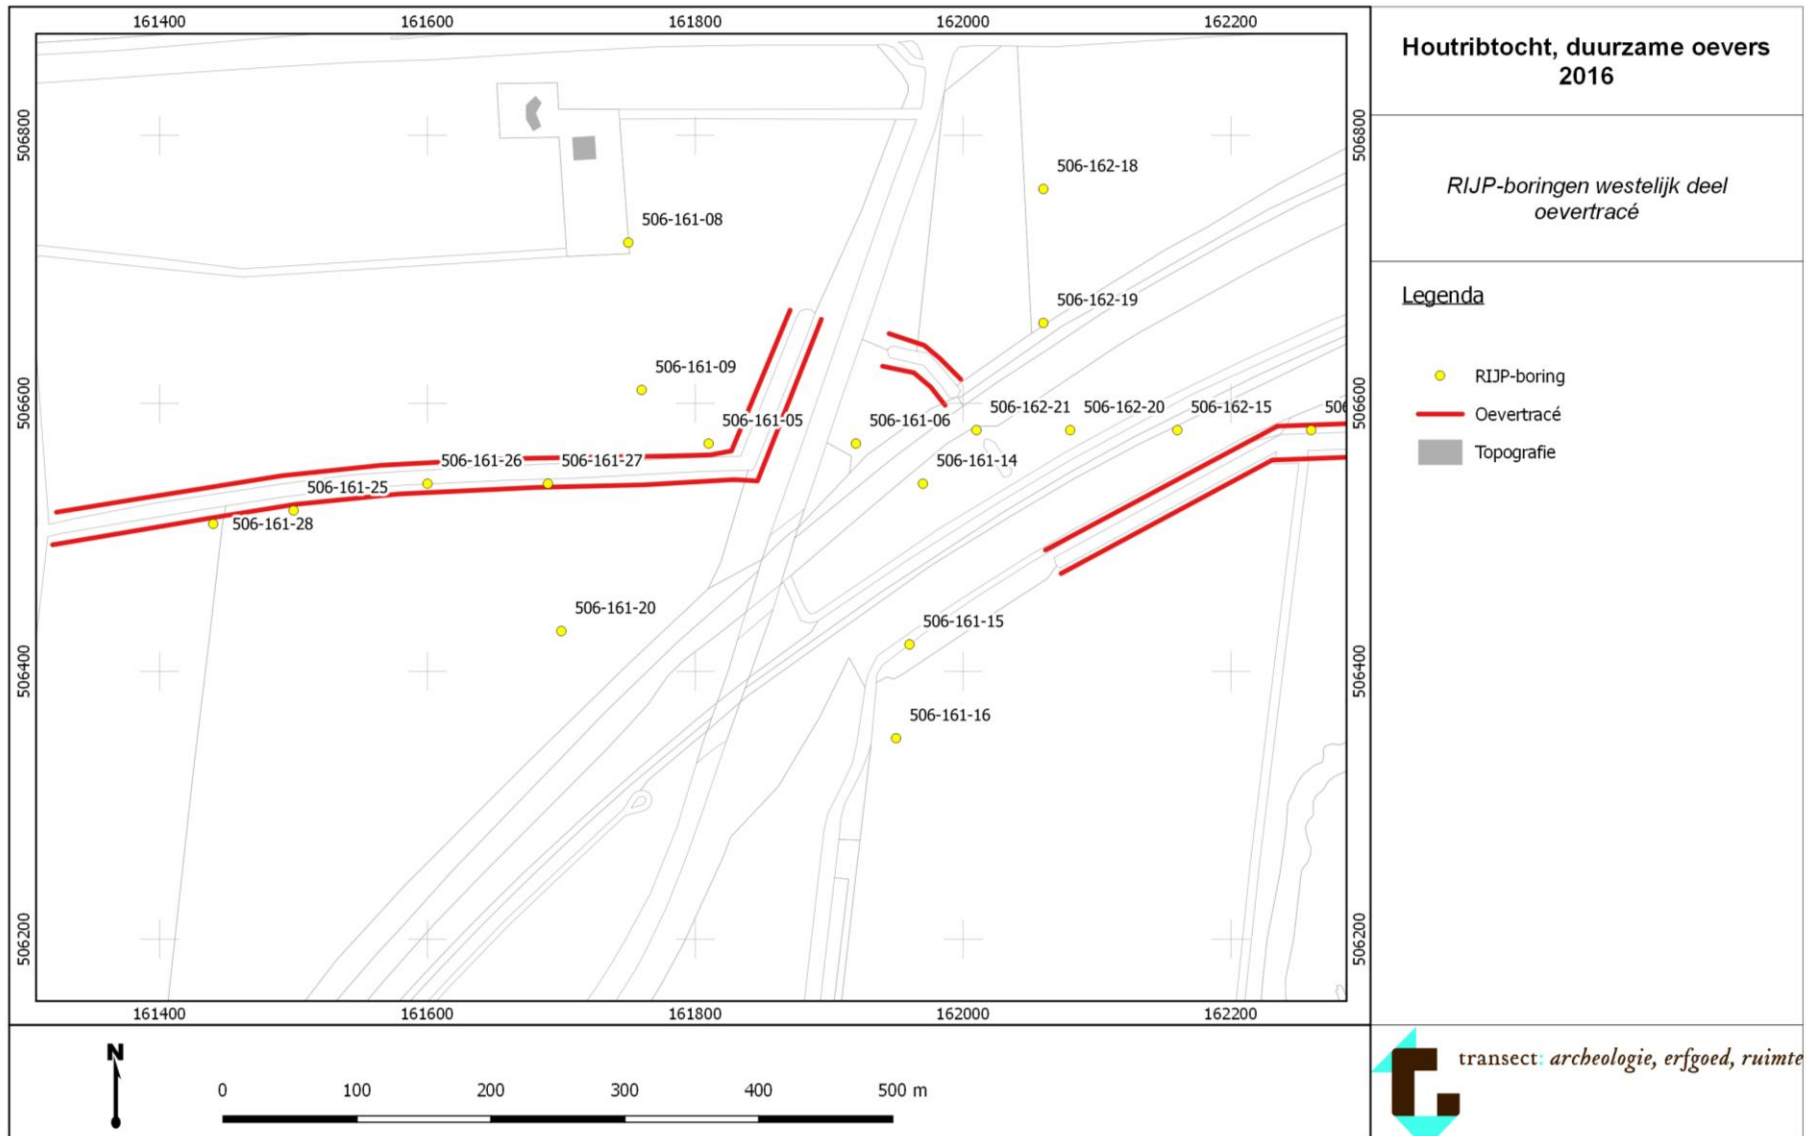 161400 161600 161800 162000 162200
506800 506800
506600 506600
506400 506400
506200 506200
506-162-18
506-161-08
506-162-19
506-161-09
506-161-05 506-161-06 506-162-21 506-162-20 506-162-15 506
506-161-26 506-161-27 506-161-14
506-161-25
506-161-28
506-161-20
506-161-15
506-161-16
161400 161600 161800 162000 162200
N
0 100 200 300 400 500 m
Houtribtocht, duurzame oevers
2016
RIJP-boringen westelijk deel
oevertracé
Legenda
RIJP-boring
Oevertracé
Topografie
transect: archeologie, erfgoed, ruimte